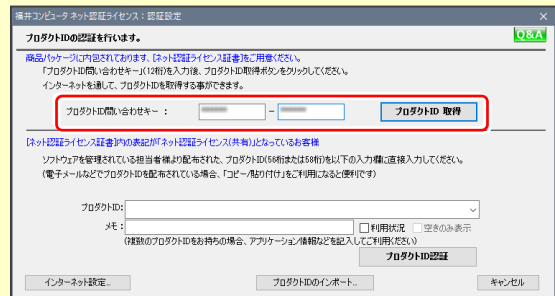 福井コンピュータ ネット認証ライセンス：認証設定
プロダクトIDの認証を行います。
Q&A
商品パッケージに内包されております、[ネット認証ライセンス証書]をご用意ください。
「プロダクトID問い合わせキー」(12桁)を入力後、プロダクトID取得ボタンをクリックしてください。
インターネットを通して、プロダクトIDを取得する事ができます。
プロダクトID問い合わせキー ： － プロダクトID 取得
[ネット認証ライセンス証書]内の表記が「ネット認証ライセンス(共有)」となっているお客様
ソフトウェアを管理されている担当者様より配布された、プロダクトID(56桁または58桁)を以下の入力欄に直接入力してください。
(電子メールなどでプロダクトIDを配布されている場合、「コピー/貼り付け」をご利用になると便利です)
プロダクトID:
メモ： 利用状況 空きのみ表示
(複数のプロダクトIDをお持ちの場合、アプリケーション情報などを記入してご利用ください)
プロダクトID認証
インターネット設定... プロダクトIDのインポート... キャンセル